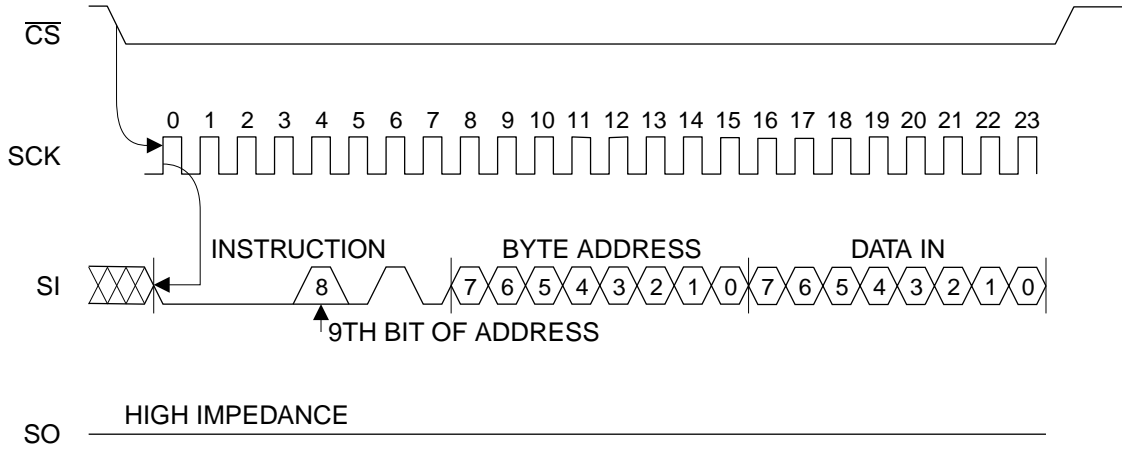 CS
0 1 2 3 4 5 6 7 8 9 10 11 12 13 14 15 16 17 18 19 20 21 22 23
SCK
INSTRUCTION BYTE ADDRESS DATA IN
SI 8 7 6 5 4 3 2 1 0 7 6 5 4 3 2 1 0
9TH BIT OF ADDRESS
HIGH IMPEDANCE
SO